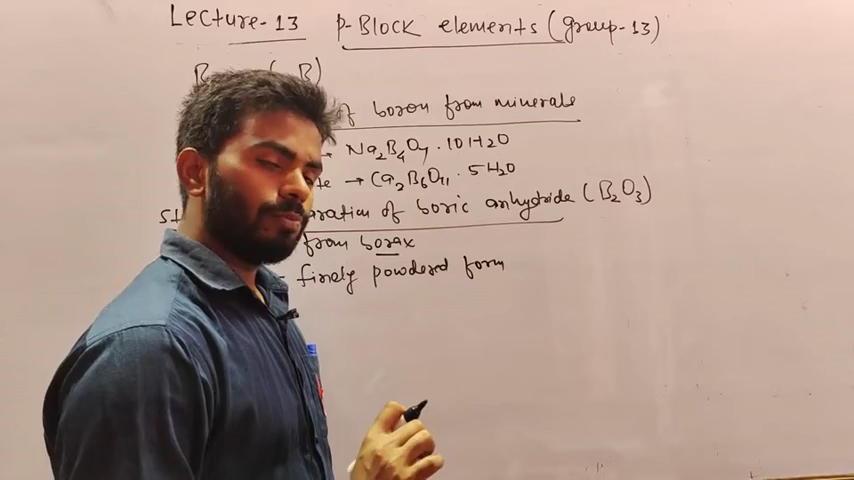 Lecture-13 p-Block elements (group-13)
B B)
of boron from minerals
→ Na2B4O7 . 10H2O
te → Ca2B6O11 . 5H2O
St aration of boric anhydride (B2O3)
from borax
finely powdered form